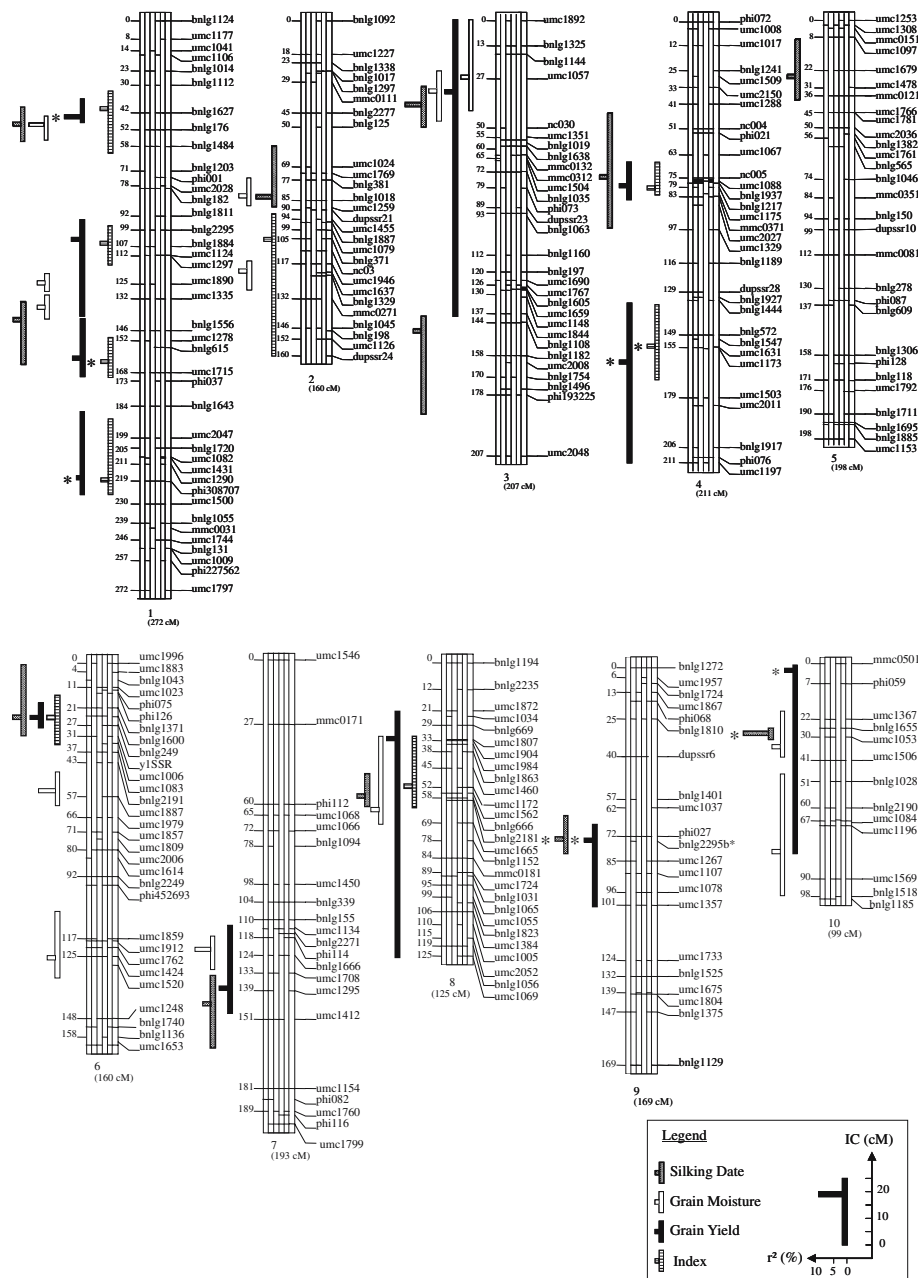 0 bnlg1124
8 umc1177
14 umc1041
umc1106
23 bnlg1014
30 bnlg1112
42 bnlg1627
52 bnlg176
58 bnlg1484
71 bnlg1203
phi001
78 umc2028
bnlg182
92 bnlg1811
99 bnlg2295
107 bnlg1884
112 umc1124
umc1297
125 umc1890
132 umc1335
146 bnlg1556
152 umc1278
bnlg615
168 umc1715
173 phi037
184 bnlg1643
199 umc2047
205 bnlg1720
211 umc1082
umc1431
219 umc1290
phi308707
230 umc1500
239 bnlg1055
mmc0031
246 umc1744
bnlg131
257 umc1009
phi227562
272 umc1797
1
(272 cM)
*
*
*
0 bnlg1092
18 umc1227
23 bnlg1338
bnlg1017
29 bnlg1297
mmc0111
45 bnlg2277
50 bnlg125
69 umc1024
umc1769
77 bnlg381
85 bnlg1018
90 umc1259
94 dupssr21
umc1455
105 bnlg1887
umc1079
117 bnlg371
nc03
umc1946
umc1637
132 bnlg1329
mmc0271
146 bnlg1045
bnlg198
152 umc1126
160 dupssr24
2
(160 cM)
0 umc1892
13 bnlg1325
bnlg1144
27 umc1057
50 nc030
55 umc1351
60 bnlg1019
65 bnlg1638
mmc0132
72 mmc0312
umc1504
79 bnlg1035
phi073
89 dupssr23
93 bnlg1063
112 bnlg1160
120 bnlg197
126 umc1690
130 umc1767
bnlg1605
umc1659
137 umc1148
144 umc1844
bnlg1108
158 bnlg1182
umc2008
170 bnlg1754
bnlg1496
178 phi193225
207 umc2048
3
(207 cM)
0 phi072
umc1008
12 umc1017
25 bnlg1241
umc1509
33 umc2150
41 umc1288
51 nc004
phi021
63 umc1067
75 nc005
79 umc1088
83 bnlg1937
bnlg1217
umc1175
97 mmc0371
umc2027
umc1329
116 bnlg1189
129 dupssr28
bnlg1927
bnlg1444
149 bnlg572
bnlg1547
155 umc1631
umc1173
179 umc1503
umc2011
206 bnlg1917
211 phi076
umc1197
4
(211 cM)
*
*
0 umc1253
umc1308
8 mmc0151
umc1097
22 umc1679
31 umc1478
36 mmc0121
45 umc1766
umc1781
50 umc2036
56 bnlg1382
umc1761
bnlg565
74 bnlg1046
84 mmc0351
94 bnlg150
99 dupssr10
112 mmc0081
130 bnlg278
137 phi087
bnlg609
158 bnlg1306
phi128
171 bnlg118
176 umc1792
190 bnlg1711
bnlg1695
198 bnlg1885
umc1153
5
(198 cM)
0 umc1996
4 umc1883
11 bnlg1043
umc1023
21 phi075
phi126
27 bnlg1371
31 bnlg1600
37 bnlg249
43 y1SSR
umc1006
umc1083
57 bnlg2191
umc1887
66 umc1979
71 umc1857
umc1809
80 umc2006
umc1614
92 bnlg2249
phi452693
117 umc1859
umc1912
125 umc1762
umc1424
umc1520
148 umc1248
bnlg1740
158 bnlg1136
umc1653
6
(160 cM)
0 umc1546
27 mmc0171
60 phi112
65 umc1068
72 umc1066
78 bnlg1094
98 umc1450
104 bnlg339
110 bnlg155
umc1134
118 bnlg2271
124 phi114
bnlg1666
133 umc1708
139 umc1295
151 umc1412
181 umc1154
phi082
189 umc1760
phi116
umc1799
7
(193 cM)
0 bnlg1194
12 bnlg2235
21 umc1872
29 umc1034
bnlg669
33 umc1807
38 umc1904
45 umc1984
bnlg1863
52 umc1460
58 umc1172
umc1562
69 bnlg666
bnlg2181
78 umc1665
84 bnlg1152
mmc0181
89 umc1724
95 bnlg1031
99 bnlg1065
106 umc1055
110 bnlg1823
115 umc1384
119 umc1005
125 umc2052
bnlg1056
umc1069
8
(125 cM)
0 bnlg1272
6 umc1957
13 bnlg1724
umc1867
25 phi068
bnlg1810
40 dupssr6
57 bnlg1401
62 umc1037
72 phi027
bnlg2295b*
85 umc1267
umc1107
96 umc1078
101 umc1357
124 umc1733
132 bnlg1525
139 umc1675
umc1804
147 bnlg1375
169 bnlg1129
9
(169 cM)
*
*
0 mmc0501
7 phi059
22 umc1367
30 bnlg1655
33 umc1053
41 umc1506
51 bnlg1028
60 bnlg2190
67 umc1084
umc1196
90 umc1569
98 bnlg1518
bnlg1185
10
(99 cM)
*
*
Legend
Silking Date
Grain Moisture
Grain Yield
Index
IC (cM)
20
10
0
r² (%)
10 5 0